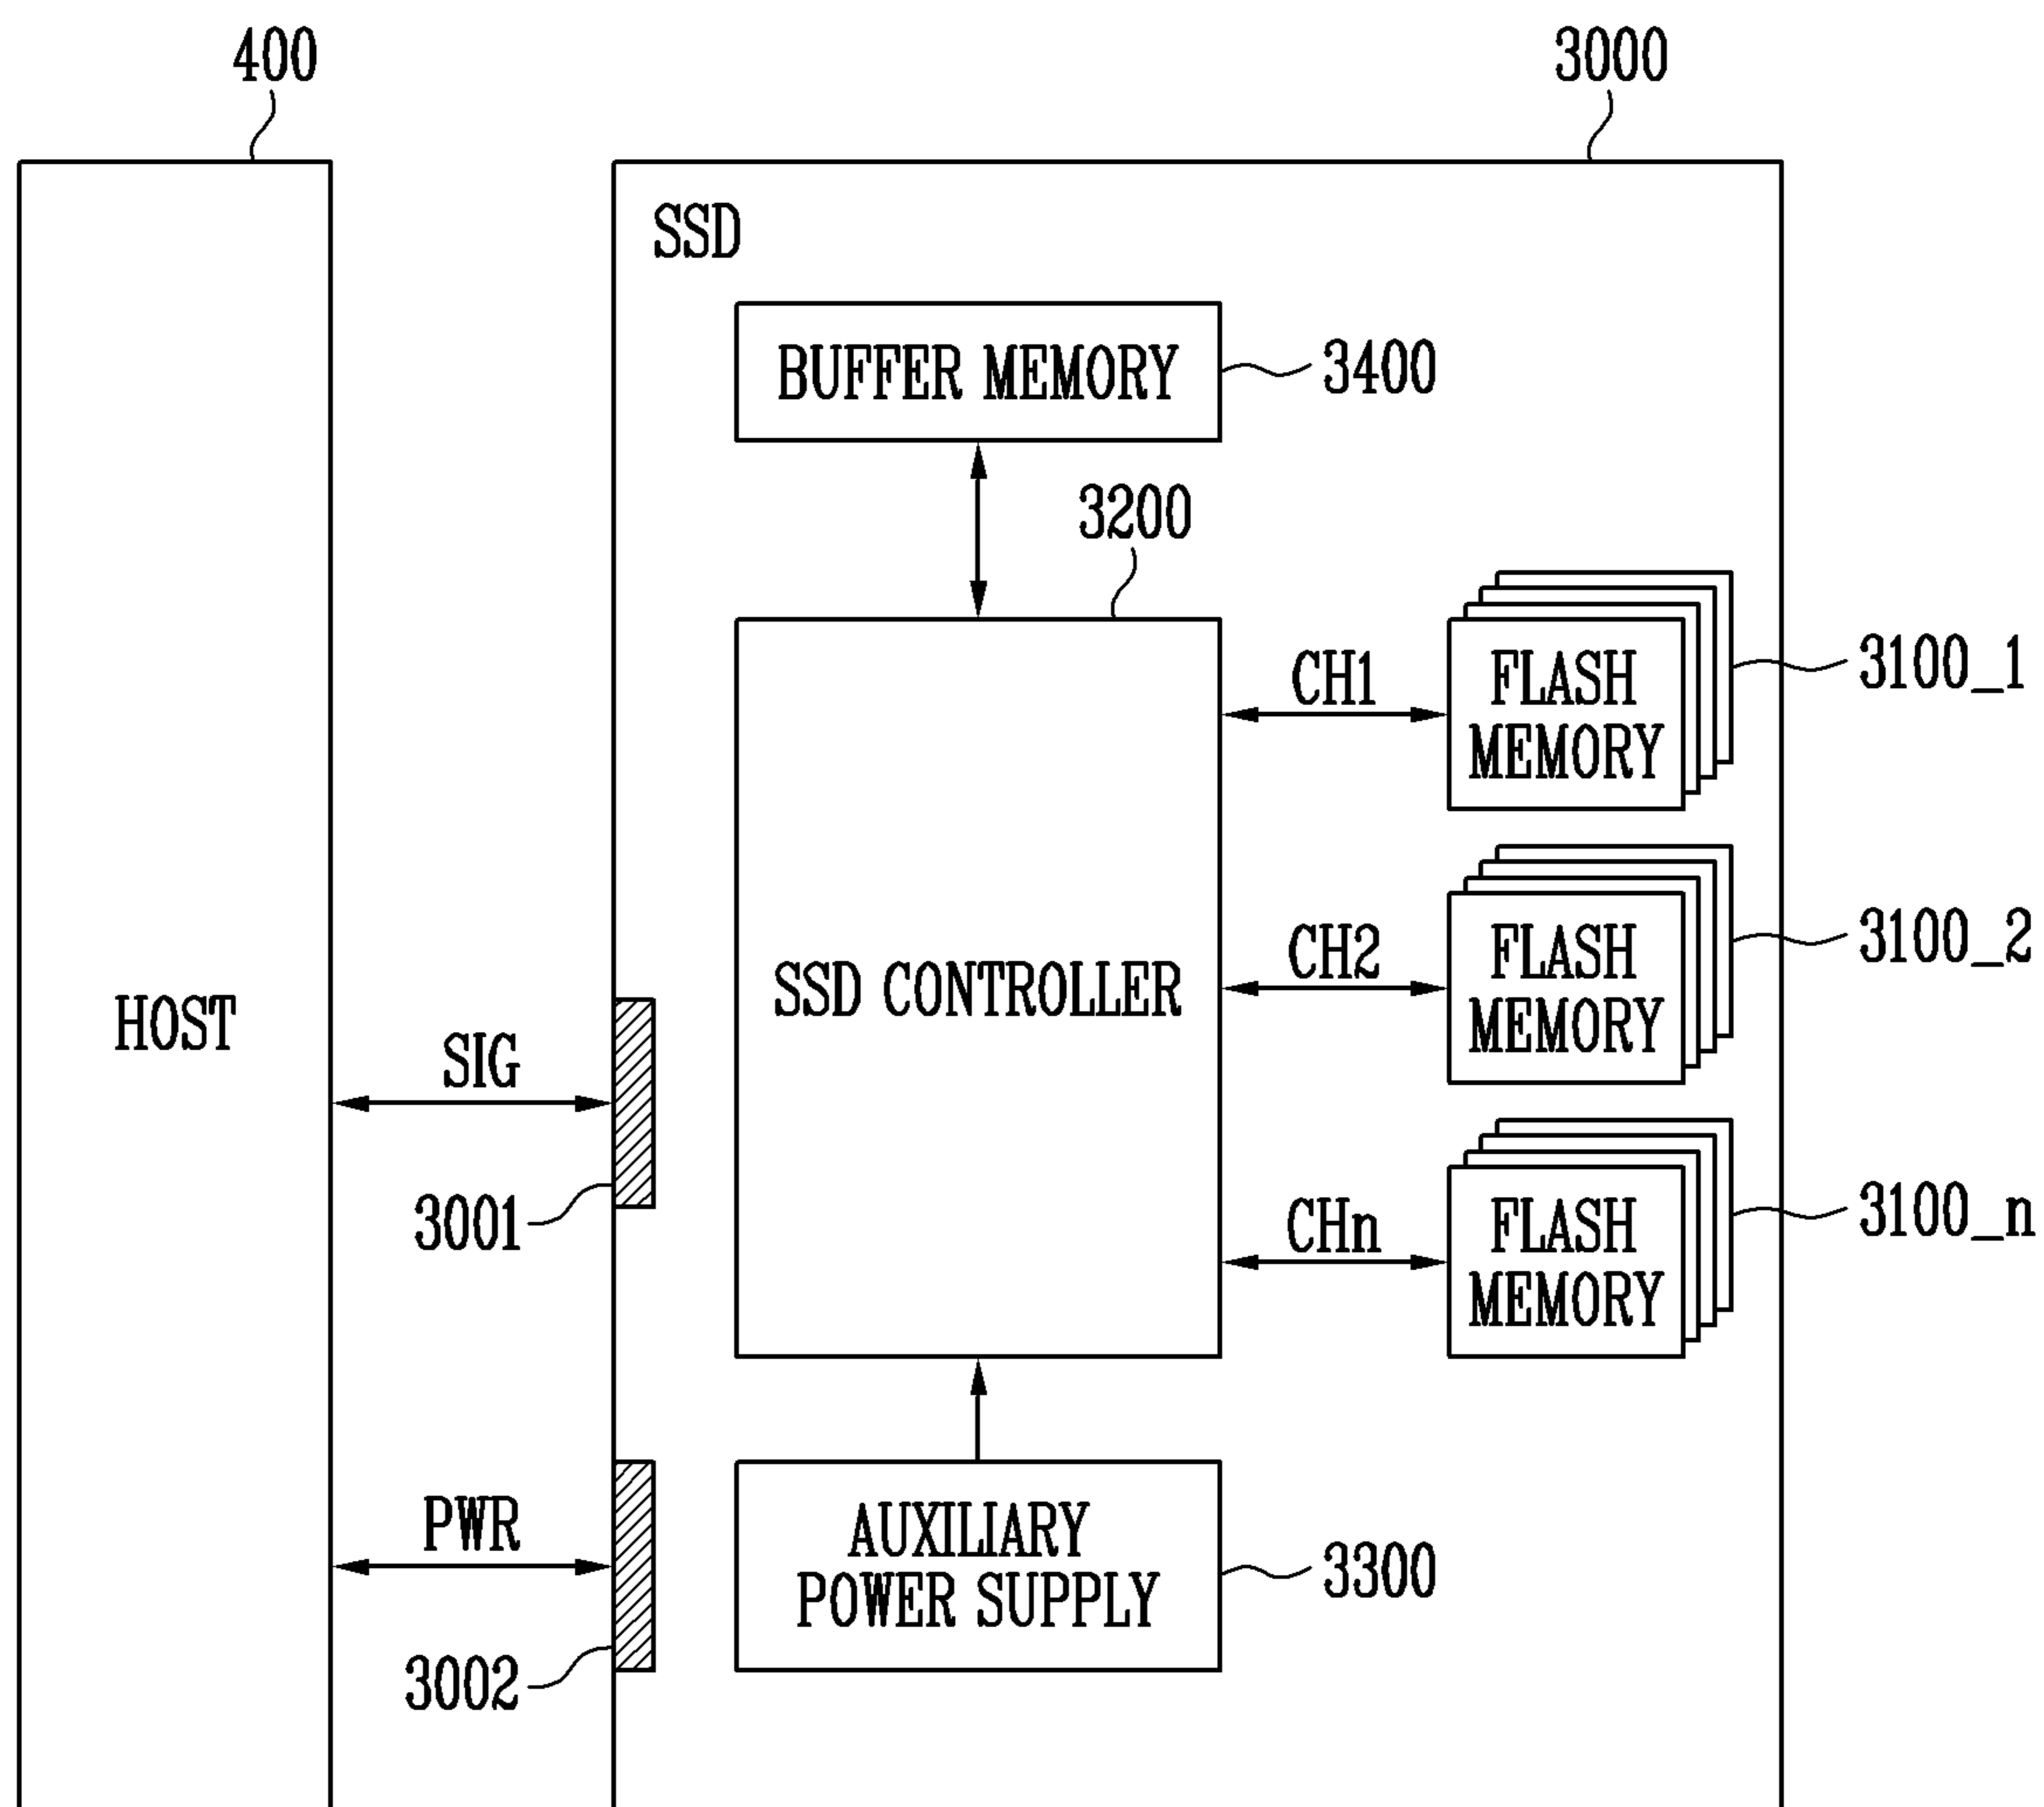 400
3000
SSD
BUFFER MEMORY
3400
3200
CH1
FLASH
MEMORY
3100_1
HOST
SSD CONTROLLER
CH2
FLASH
MEMORY
3100_2
SIG
3001
CHn
FLASH
MEMORY
3100_n
PWR
3002
AUXILIARY
POWER SUPPLY
3300